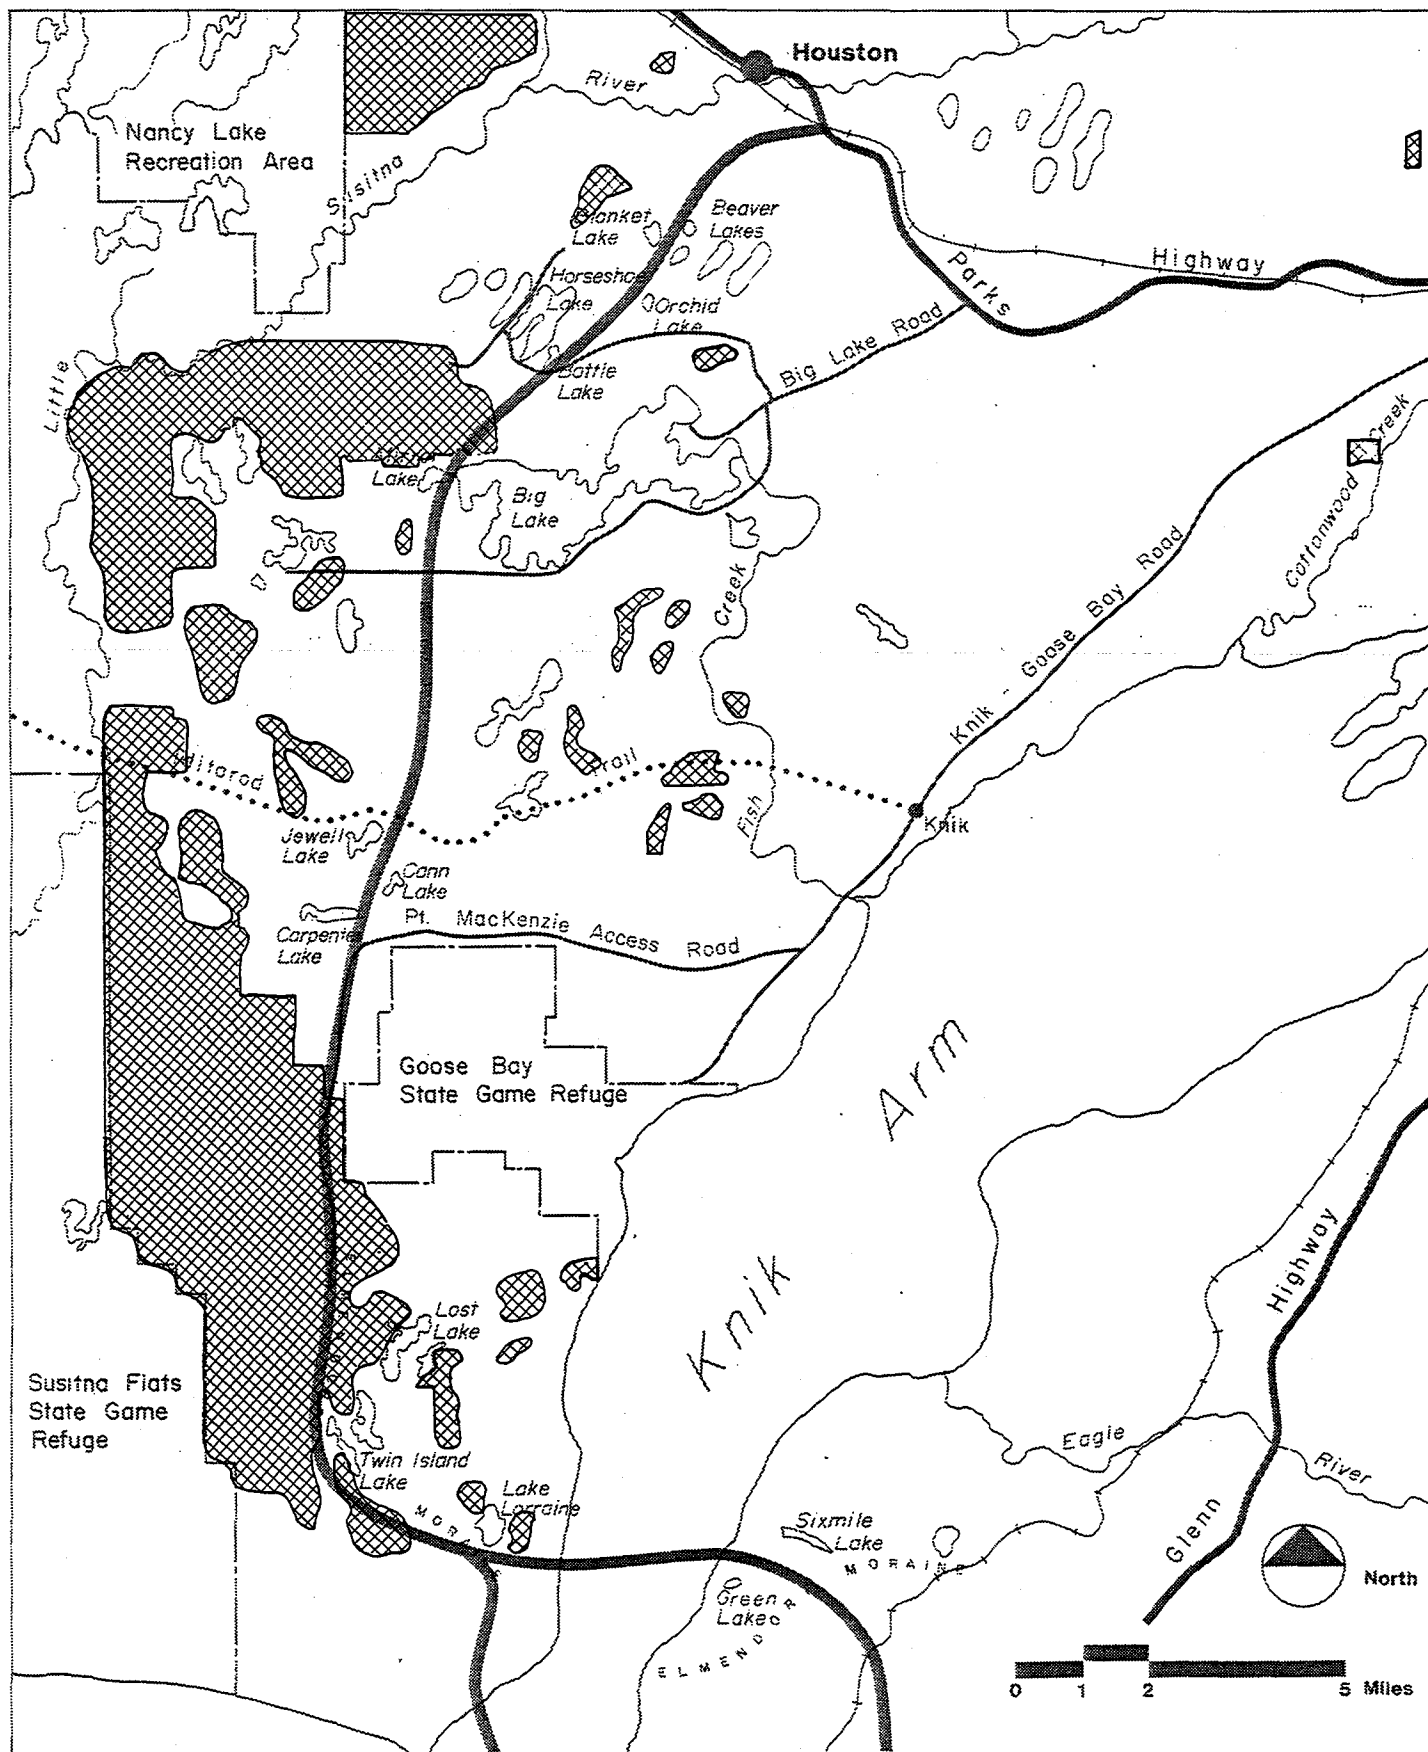 Houston
River
Nancy Lake
Recreation Area
Susitna
Blanket
Lake
Beaver
Lakes
Highway
Parks
Horseshoe
Lake
Orchid
Lake
Big Lake Road
Little
Battle
Lake
Creek
Lake
Big
Lake
Cottonwood
Creek
Knik - Goose Bay Road
Iditarod
Trail
Fish
Knik
Jewell
Lake
Cann
Lake
Pt. MacKenzie Access Road
Carpenter
Lake
Goose Bay
State Game Refuge
Knik Arm
Highway
Lost
Lake
Susitna Flats
State Game
Refuge
Twin Island
Lake
Lake
Lorraine
Eagle
River
Sixmile
Lake
Glenn
MORAINE
North
Green
Lake
ELMENDOR
0 1 2 5 Miles